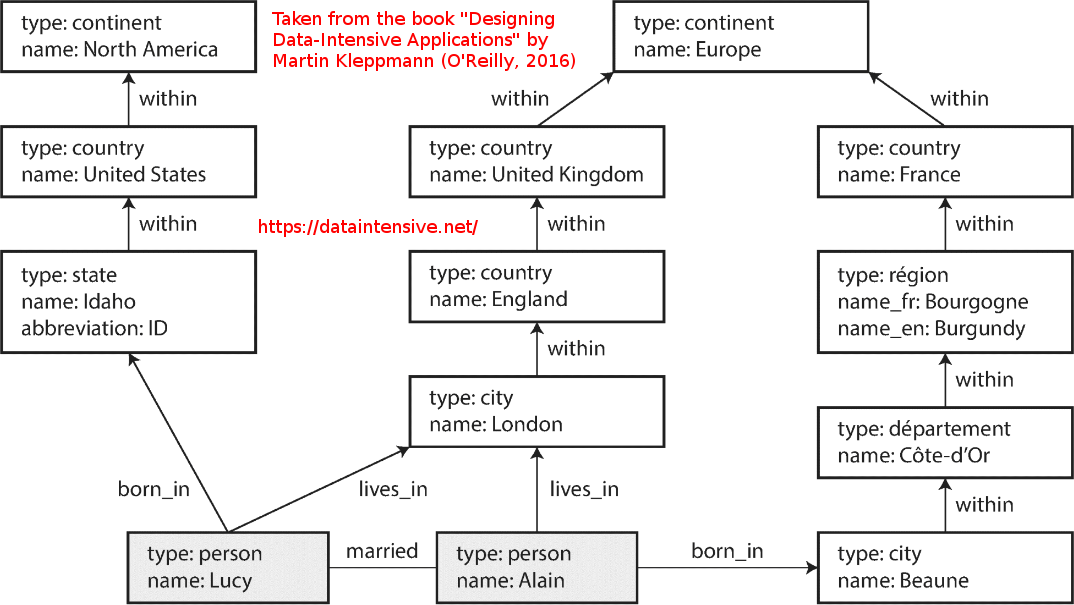 type: continent
name: North America
Taken from the book "Designing
Data-Intensive Applications" by
Martin Kleppmann (O'Reilly, 2016)
type: continent
name: Europe
within
within
within
type: country
name: United States
type: country
name: United Kingdom
type: country
name: France
within
https://dataintensive.net/
within
within
type: state
name: Idaho
abbreviation: ID
type: country
name: England
type: région
name_fr: Bourgogne
name_en: Burgundy
within
within
type: city
name: London
type: département
name: Côte-d’Or
born_in
lives_in
lives_in
within
type: person
name: Lucy
married
type: person
name: Alain
born_in
type: city
name: Beaune